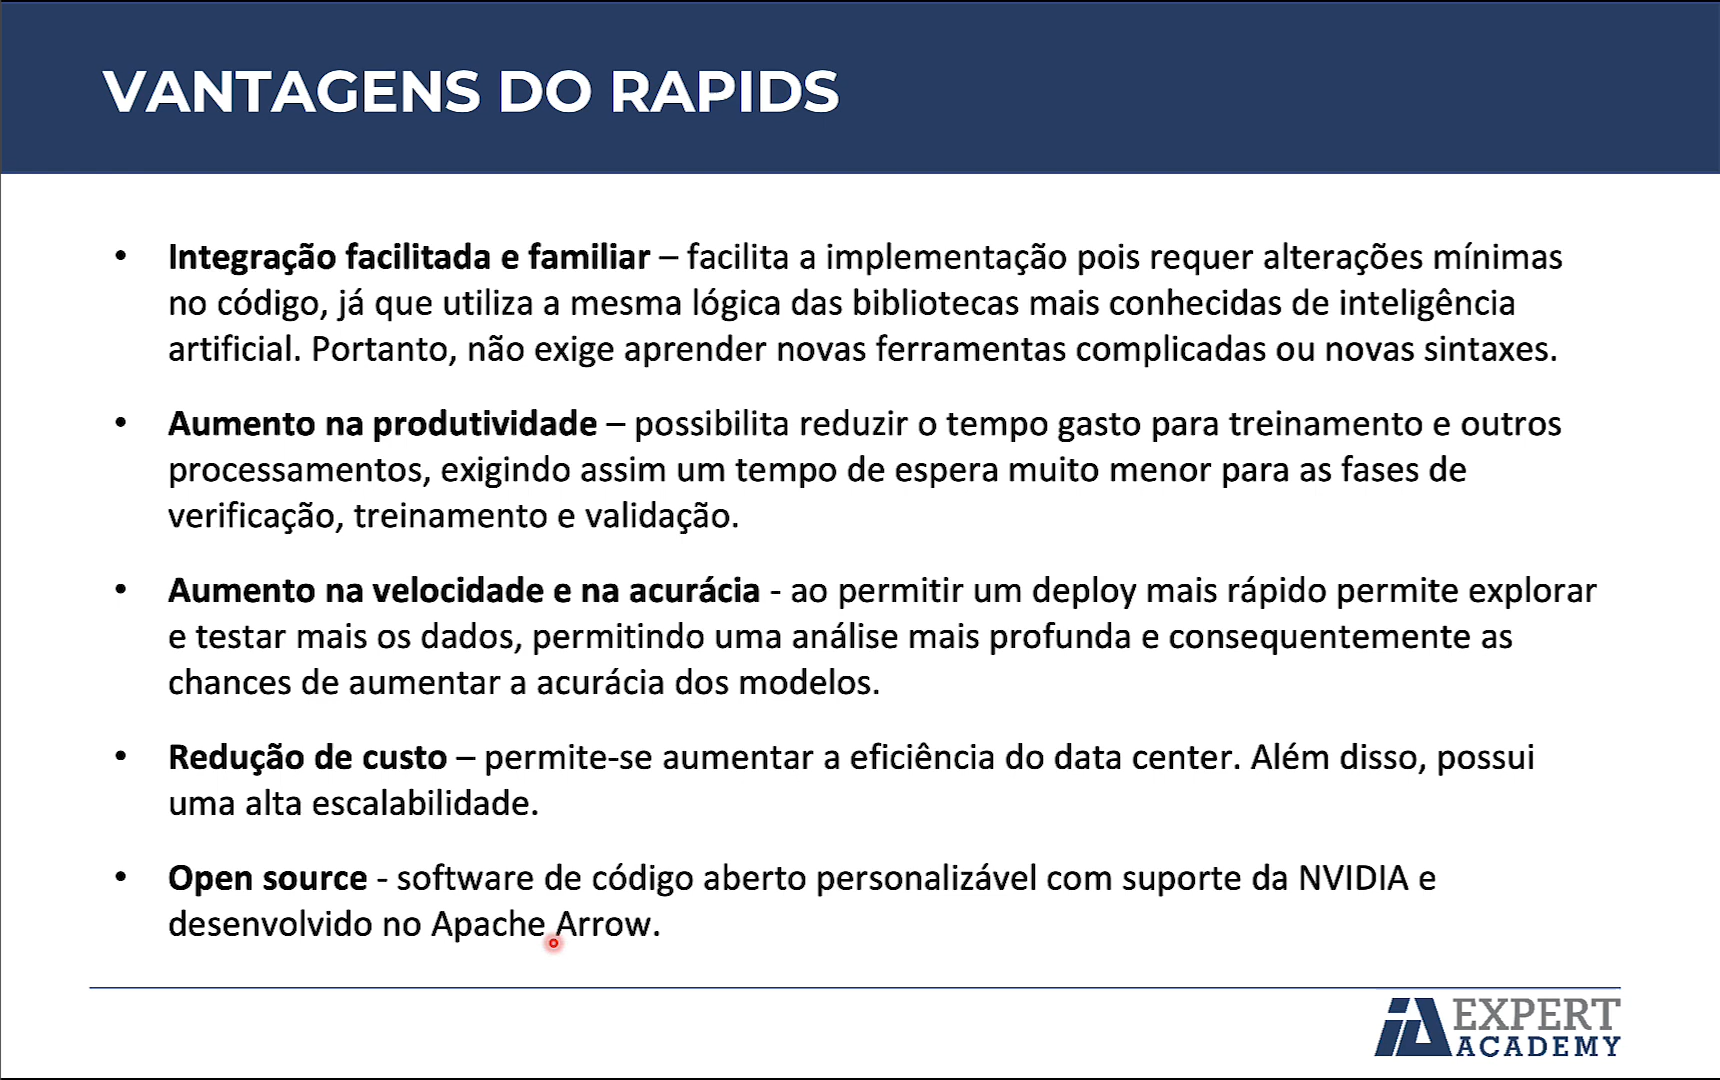 VANTAGENS DO RAPIDS
• Integração facilitada e familiar – facilita a implementação pois requer alterações mínimas
no código, já que utiliza a mesma lógica das bibliotecas mais conhecidas de inteligência
artificial. Portanto, não exige aprender novas ferramentas complicadas ou novas sintaxes.
• Aumento na produtividade – possibilita reduzir o tempo gasto para treinamento e outros
processamentos, exigindo assim um tempo de espera muito menor para as fases de
verificação, treinamento e validação.
• Aumento na velocidade e na acurácia - ao permitir um deploy mais rápido permite explorar
e testar mais os dados, permitindo uma análise mais profunda e consequentemente as
chances de aumentar a acurácia dos modelos.
• Redução de custo – permite-se aumentar a eficiência do data center. Além disso, possui
uma alta escalabilidade.
• Open source - software de código aberto personalizável com suporte da NVIDIA e
desenvolvido no Apache Arrow.
IA EXPERT
ACADEMY